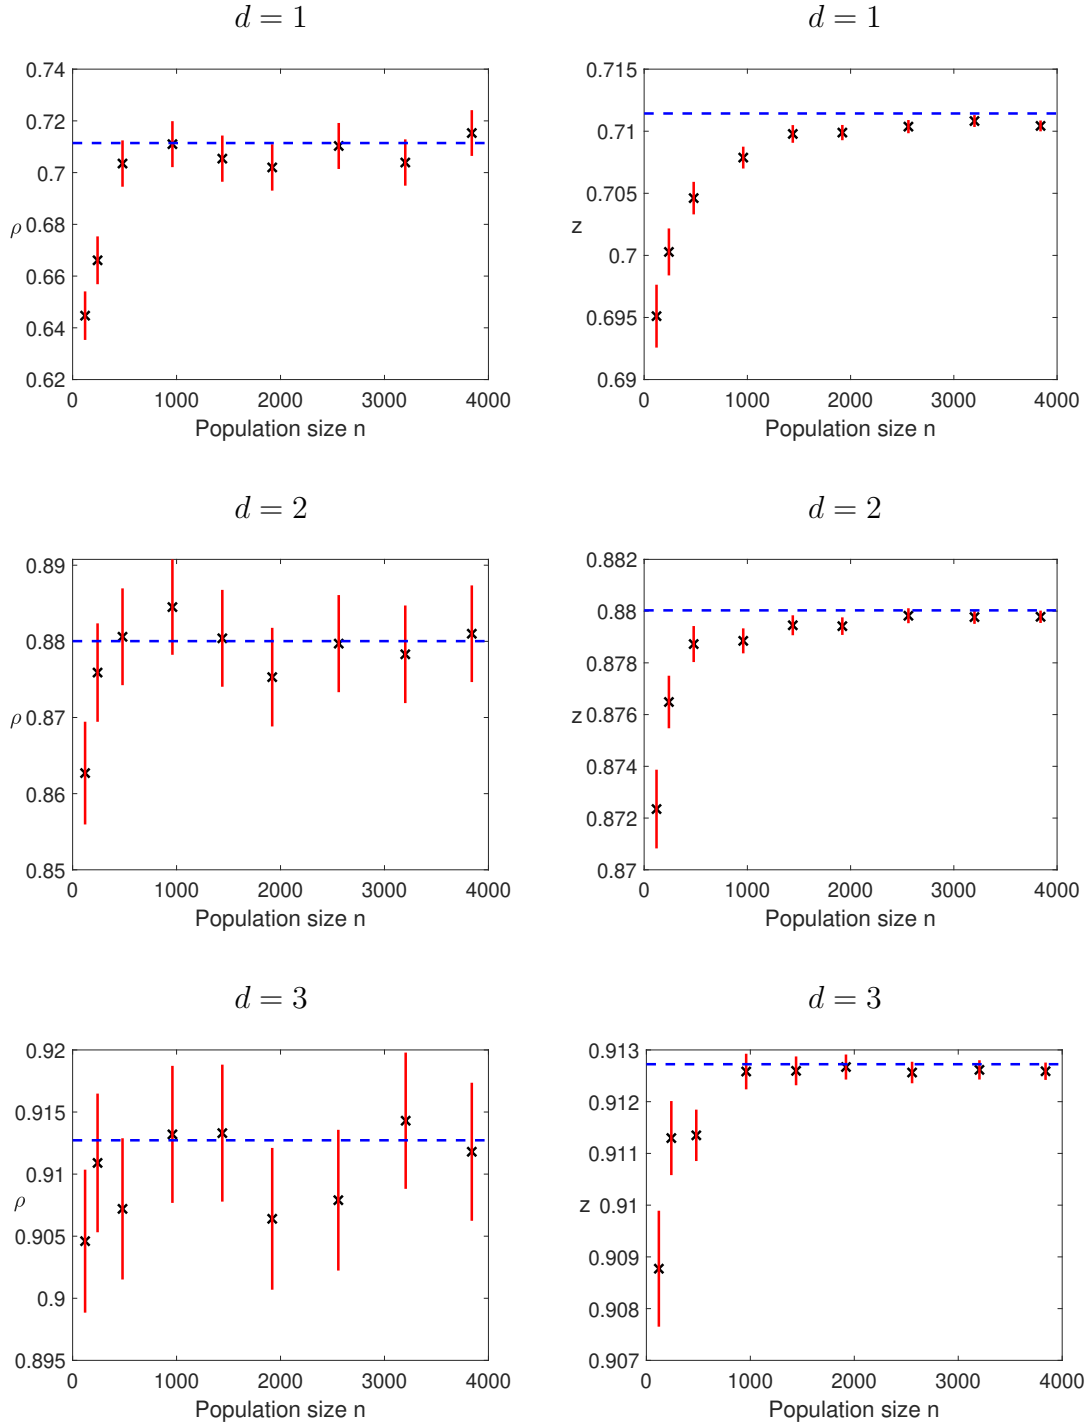 d = 1
0.74
0.72
0.7
0.68
0.66
0.64
0.62
ρ
0 1000 2000 3000 4000
Population size n
d = 1
0.715
0.71
0.705
0.7
0.695
0.69
z
0 1000 2000 3000 4000
Population size n
d = 2
0.89
0.88
0.87
0.86
0.85
ρ
0 1000 2000 3000 4000
Population size n
d = 2
0.882
0.88
0.878
0.876
0.874
0.872
0.87
z
0 1000 2000 3000 4000
Population size n
d = 3
0.92
0.915
0.91
0.905
0.9
0.895
ρ
0 1000 2000 3000 4000
Population size n
d = 3
0.913
0.912
0.911
0.91
0.909
0.908
0.907
z
0 1000 2000 3000 4000
Population size n